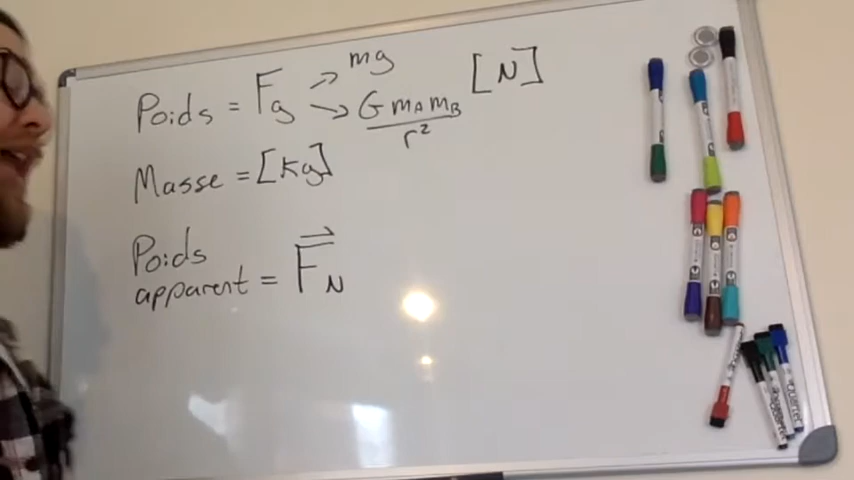 mg
Poids = Fg → → G mA mB / r² [N]
Masse = [kg]
Poids
apparent = F⃗N